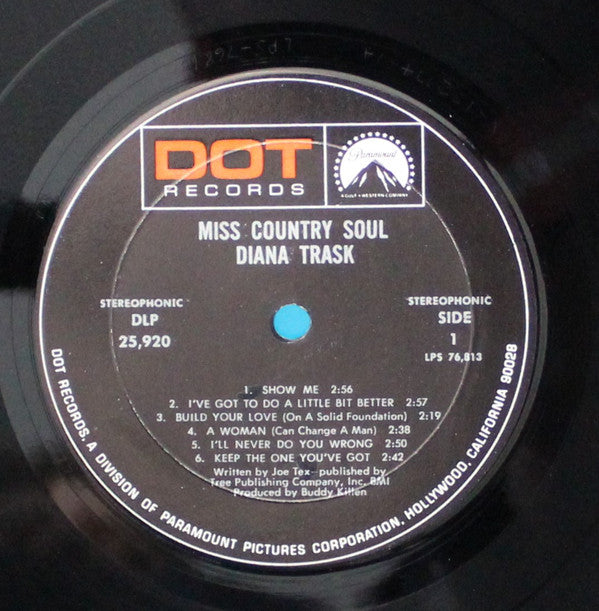 DOT
RECORDS
Paramount
A GULF + WESTERN COMPANY
MISS COUNTRY SOUL
DIANA TRASK
STEREOPHONIC
DLP
25,920
STEREOPHONIC
SIDE
1
LPS 76,813
1. SHOW ME 2:56
2. I'VE GOT TO DO A LITTLE BIT BETTER 2:57
3. BUILD YOUR LOVE (On A Solid Foundation) 2:19
4. A WOMAN (Can Change A Man) 2:38
5. I'LL NEVER DO YOU WRONG 2:50
6. KEEP THE ONE YOU'VE GOT 2:42
Written by Joe Tex—published by
Tree Publishing Company, Inc. BMI
Produced by Buddy Killen
DOT RECORDS, A DIVISION OF PARAMOUNT PICTURES CORPORATION, HOLLYWOOD, CALIFORNIA 90028